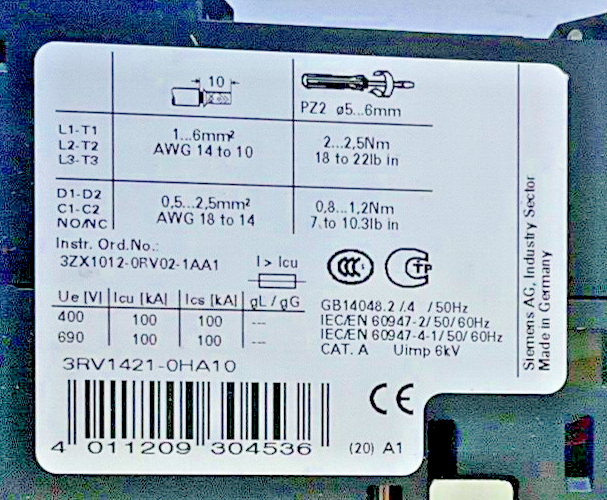 10
PZ2 ø5...6mm
L1-T1
L2-T2
L3-T3
1...6mm²
AWG 14 to 10
2...2,5Nm
18 to 22lb in
D1-D2
C1-C2
NO/NC
0,5...2,5mm²
AWG 18 to 14
0,8...1,2Nm
7 to 10.3lb in
Instr. Ord.No.:
3ZX1012-0RV02-1AA1
I > Icu
CCC
TP
Ue [V] Icu [kA] Ics [kA] gL / gG
400 100 100 ---
690 100 100 ---
GB14048.2 /.4 /50Hz
IEC/EN 60947-2/50/60Hz
IEC/EN 60947-4-1/50/60Hz
CAT. A Uimp 6kV
3RV1421-0HA10
CE
4 011209 304536
(20) A1
Siemens AG, Industry Sector
Made in Germany